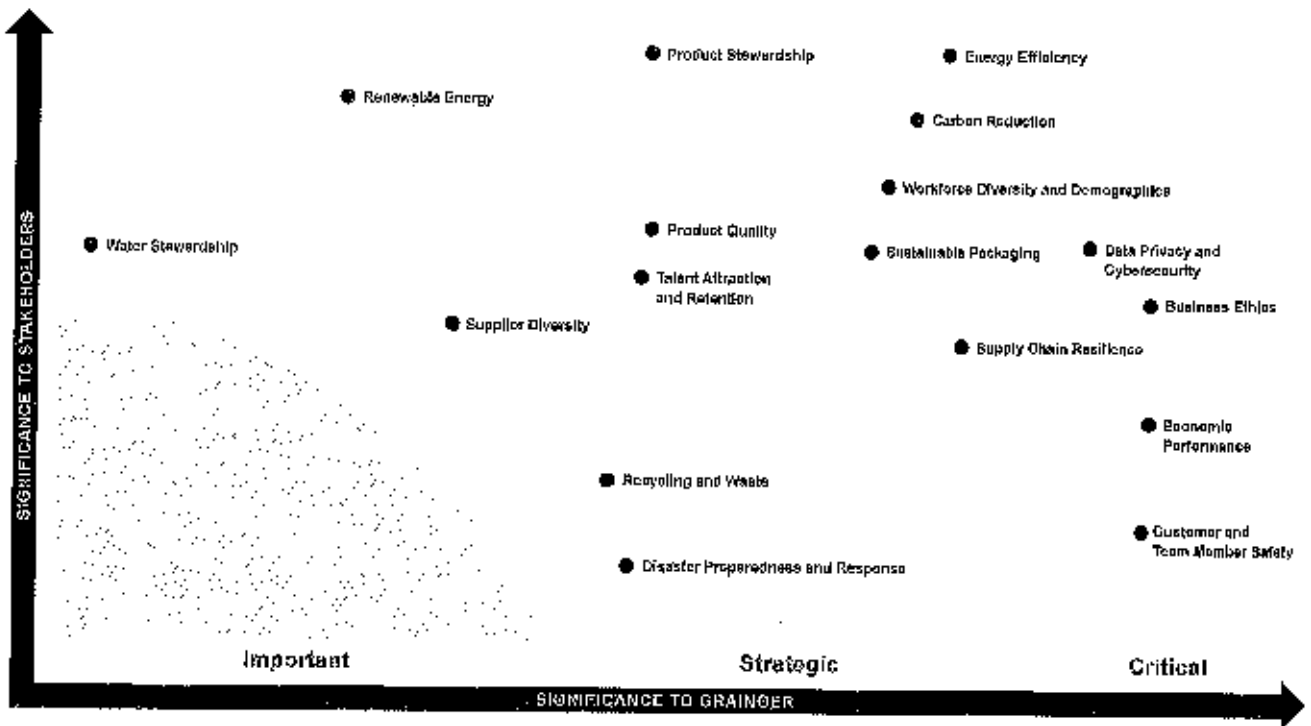 Product Stewardship
Energy Efficiency
Renewable Energy
Carbon Reduction
Workforce Diversity and Demographics
Product Quality
Water Stewardship
Sustainable Packaging
Data Privacy and
Cybersecurity
Talent Attraction
and Retention
Business Ethics
Supplier Diversity
Supply Chain Resilience
Economic
Performance
Recycling and Waste
Customer and
Team Member Safety
Disaster Preparedness and Response
SIGNIFICANCE TO STAKEHOLDERS
Important
Strategic
Critical
SIGNIFICANCE TO GRAINGER